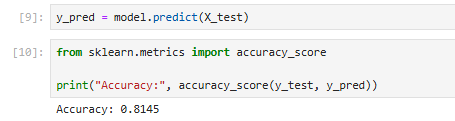 [9]: y_pred = model.predict(X_test)
[10]: from sklearn.metrics import accuracy_score
print("Accuracy:", accuracy_score(y_test, y_pred))
Accuracy: 0.8145